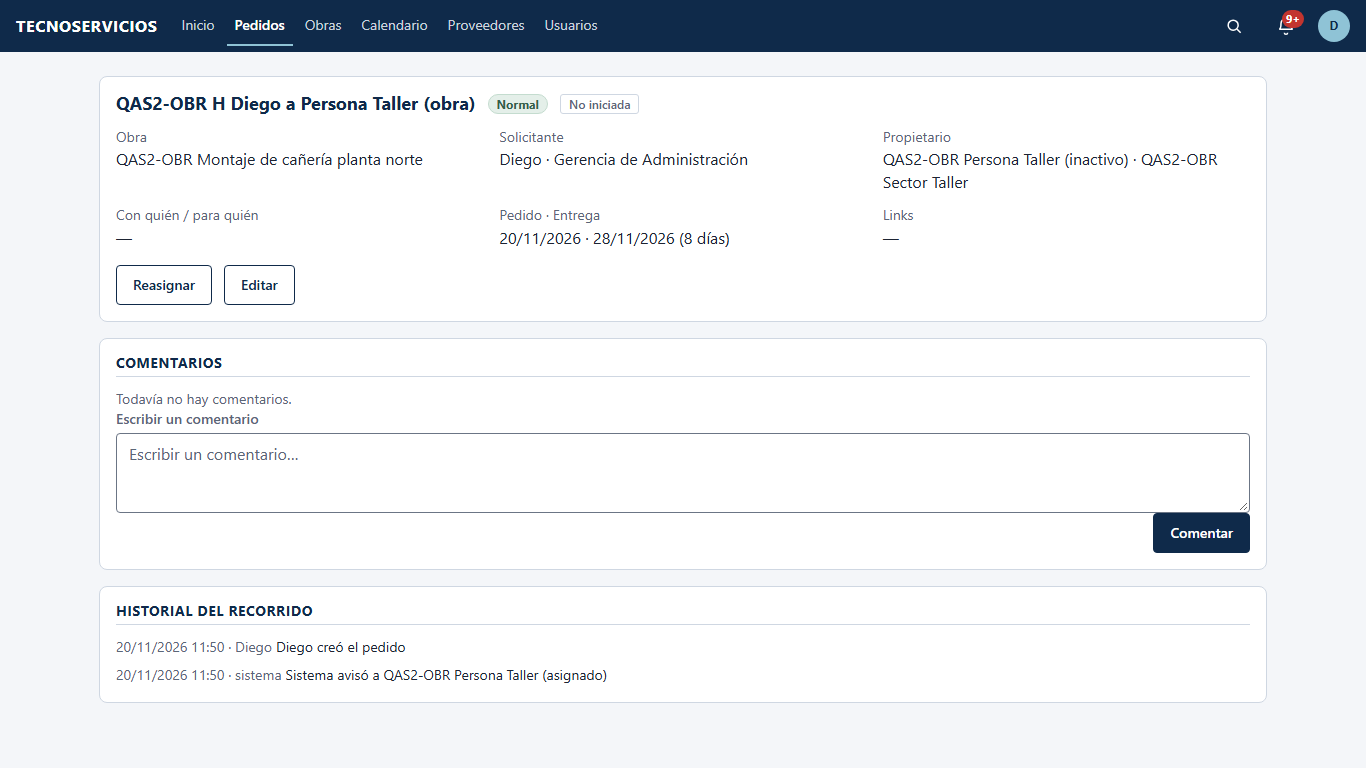 TECNOSERVICIOS Inicio Pedidos Obras Calendario Proveedores Usuarios 9+ D
QAS2-OBR H Diego a Persona Taller (obra) Normal No iniciada
Obra
QAS2-OBR Montaje de cañería planta norte
Solicitante
Diego · Gerencia de Administración
Propietario
QAS2-OBR Persona Taller (inactivo) · QAS2-OBR
Sector Taller
Con quién / para quién
—
Pedido · Entrega
20/11/2026 · 28/11/2026 (8 días)
Links
—
Reasignar Editar
COMENTARIOS
Todavía no hay comentarios.
Escribir un comentario
Escribir un comentario...
Comentar
HISTORIAL DEL RECORRIDO
20/11/2026 11:50 · Diego Diego creó el pedido
20/11/2026 11:50 · sistema Sistema avisó a QAS2-OBR Persona Taller (asignado)